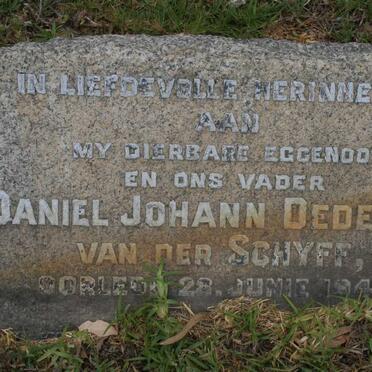 IN LIEFDEVOLLE HERINNE
AAN
MY DIERBARE EGGENOO
EN ONS VADER
DANIEL JOHANN DEDE
VAN DER SCHYFF,
OORLEDE 28. JUNIE 194